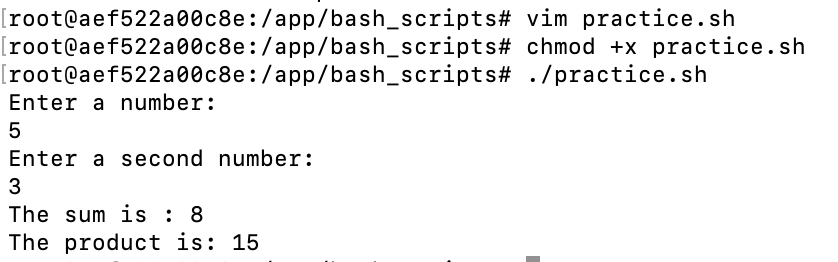 [root@aef522a00c8e:/app/bash_scripts# vim practice.sh
[root@aef522a00c8e:/app/bash_scripts# chmod +x practice.sh
[root@aef522a00c8e:/app/bash_scripts# ./practice.sh
Enter a number:
5
Enter a second number:
3
The sum is : 8
The product is: 15